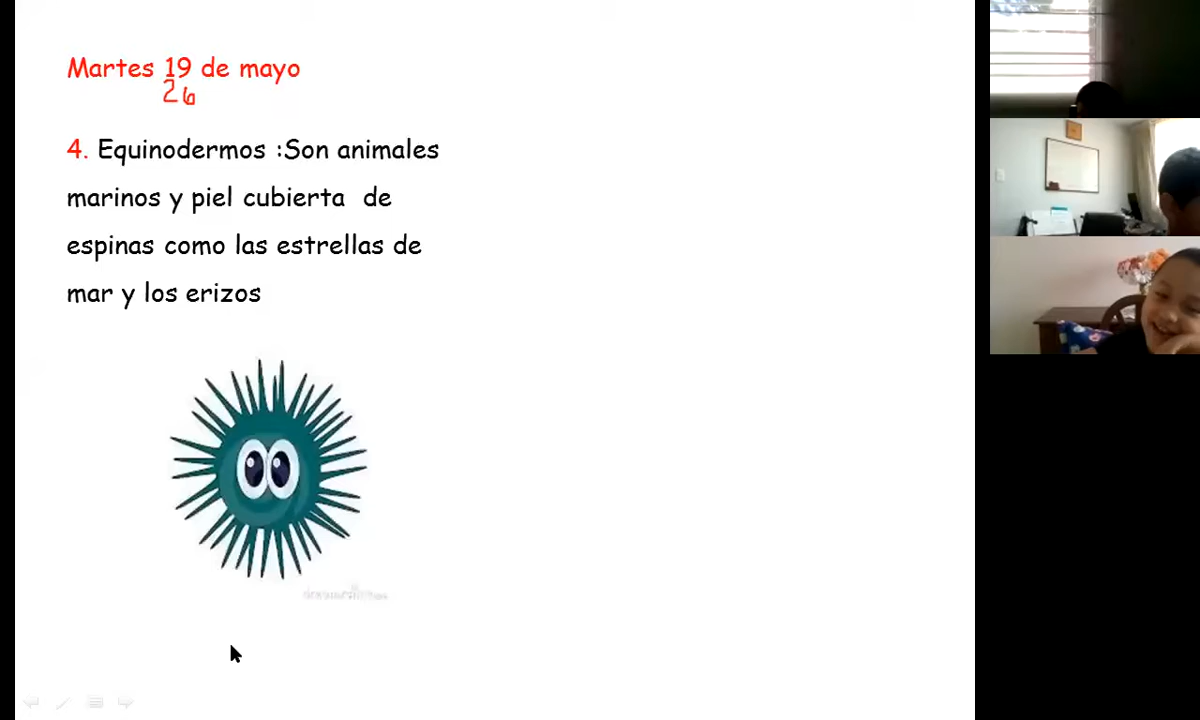 Martes 19 de mayo
26
4. Equinodermos :Son animales
marinos y piel cubierta de
espinas como las estrellas de
mar y los erizos